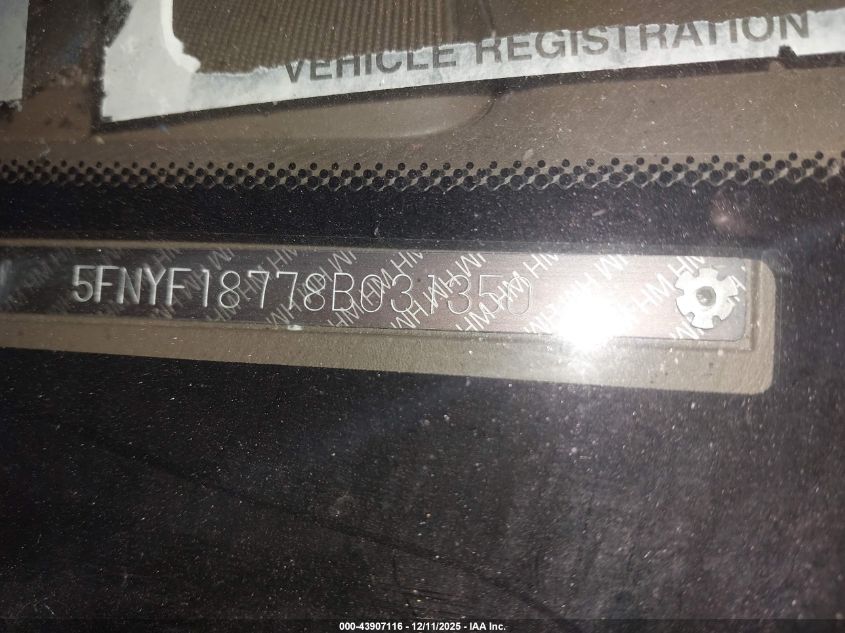 VEHICLE REGISTRATION
5FNYF18778B031350
000-43907116 - 12/11/2025 - IAA Inc.